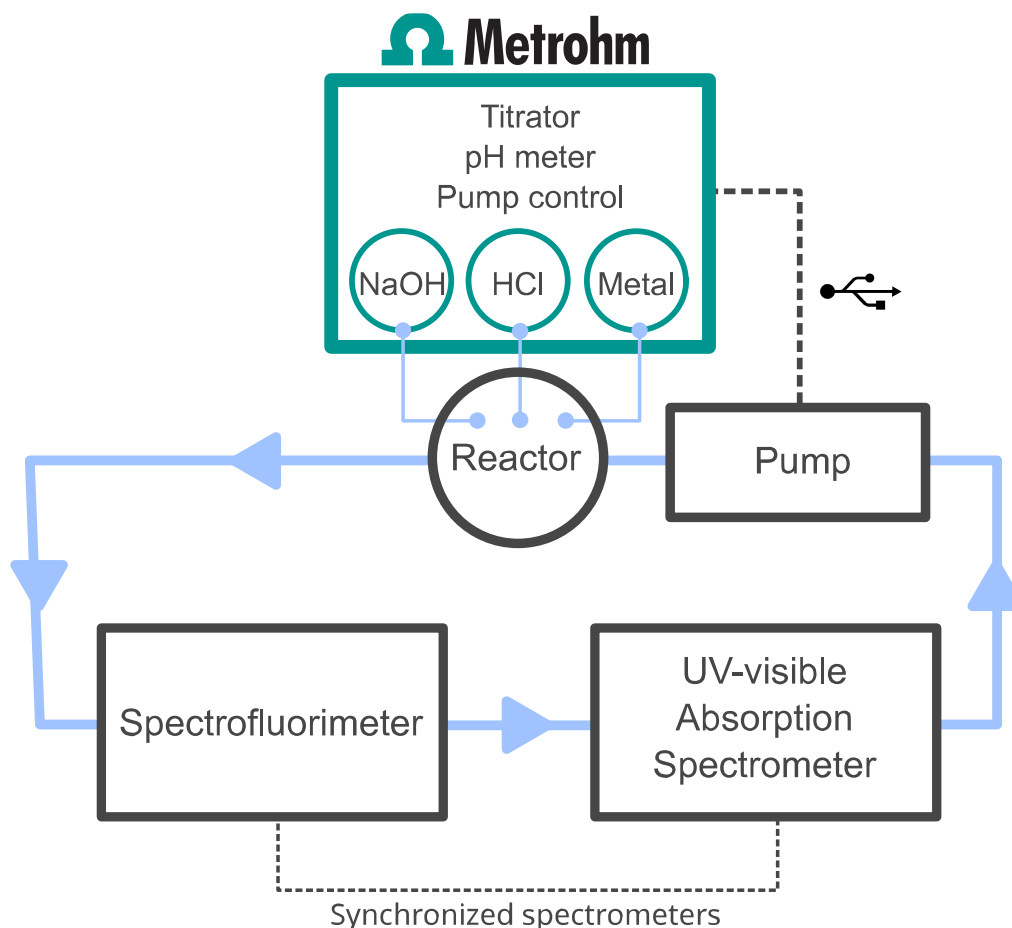 Metrohm
Titrator
pH meter
Pump control
NaOH
HCl
Metal
Reactor
Pump
Spectrofluorimeter
UV-visible
Absorption
Spectrometer
Synchronized spectrometers